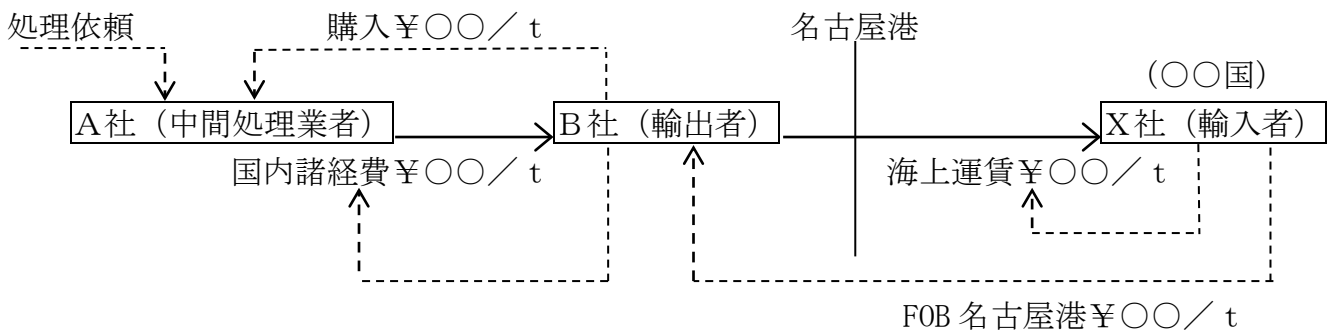 処理依頼
購入￥○○／ｔ
名古屋港
(○○国)
Ａ社（中間処理業者）
Ｂ社（輸出者）
Ｘ社（輸入者）
国内諸経費￥○○／ｔ
海上運賃￥○○／ｔ
FOB 名古屋港￥○○／ｔ